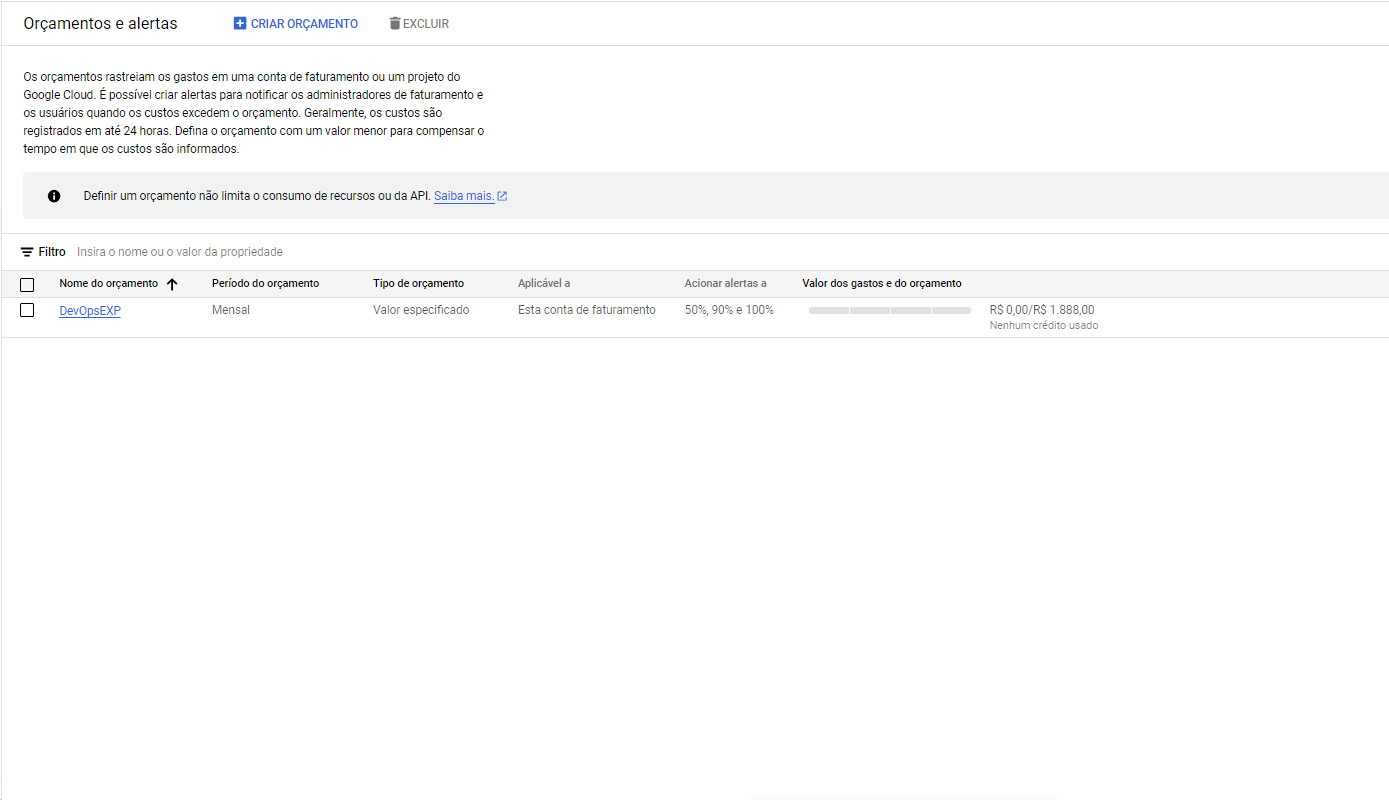 Orçamentos e alertas
CRIAR ORÇAMENTO
EXCLUIR
Os orçamentos rastreiam os gastos em uma conta de faturamento ou um projeto do
Google Cloud. É possível criar alertas para notificar os administradores de faturamento e
os usuários quando os custos excedem o orçamento. Geralmente, os custos são
registrados em até 24 horas. Defina o orçamento com um valor menor para compensar o
tempo em que os custos são informados.
Definir um orçamento não limita o consumo de recursos ou da API. Saiba mais.
Filtro Insira o nome ou o valor da propriedade
Nome do orçamento Período do orçamento Tipo de orçamento Aplicável a Acionar alertas a Valor dos gastos e do orçamento
DevOpsEXP Mensal Valor especificado Esta conta de faturamento 50%, 90% e 100% R$ 0,00/R$ 1.888,00
Nenhum crédito usado